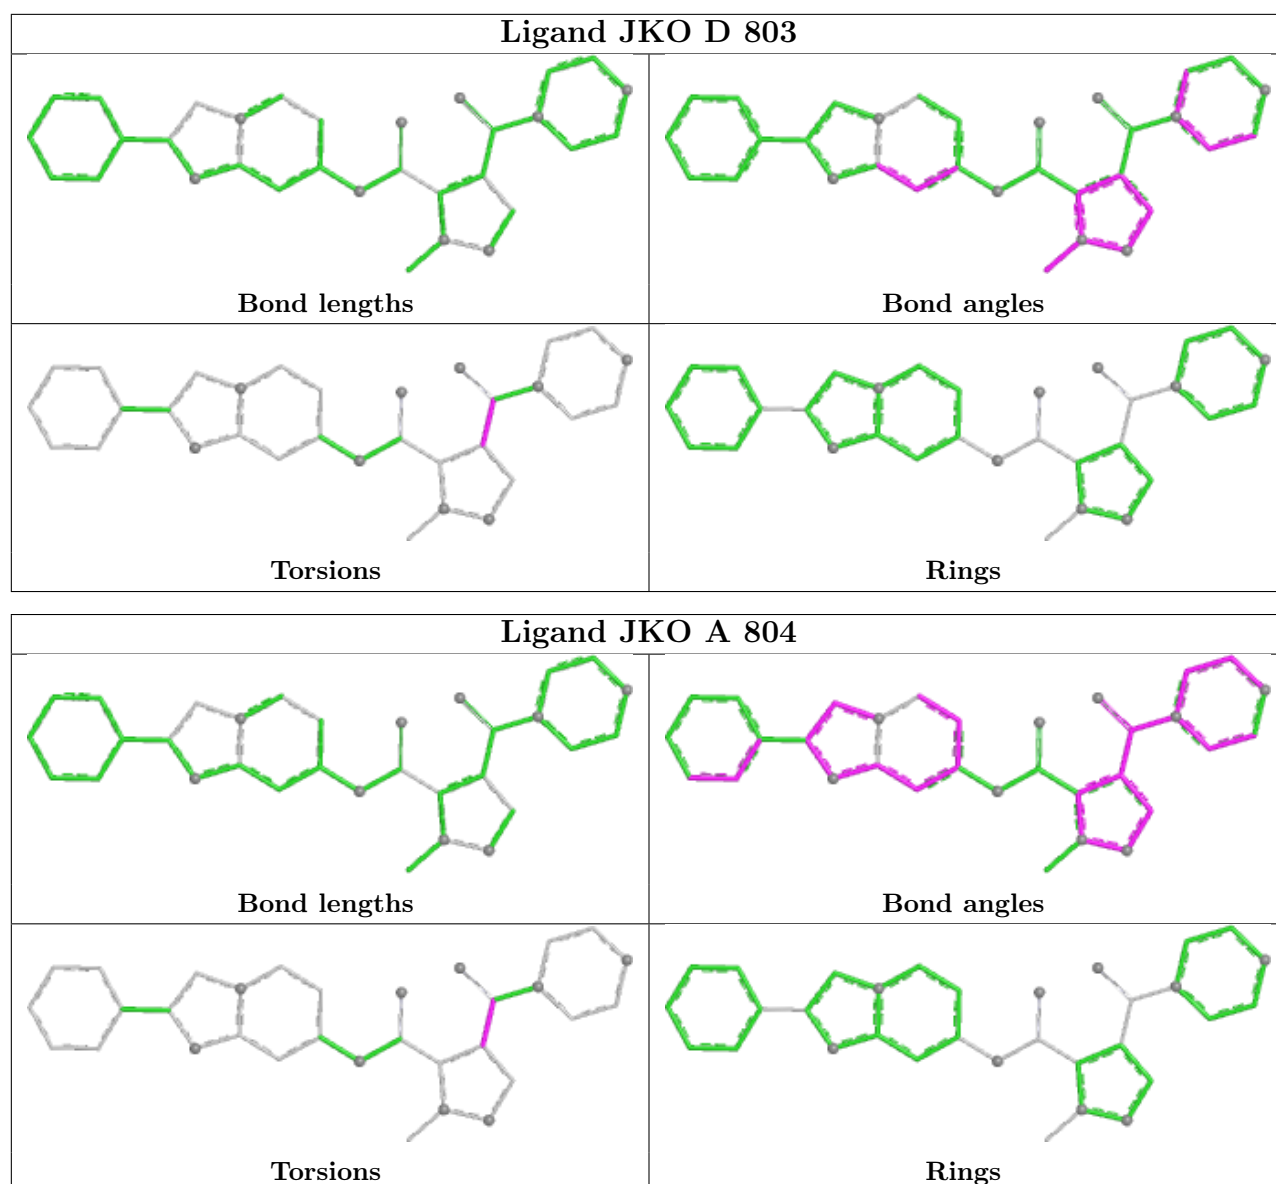 Ligand JKO D 803
Bond lengths
Bond angles
Torsions
Rings
Ligand JKO A 804
Bond lengths
Bond angles
Torsions
Rings